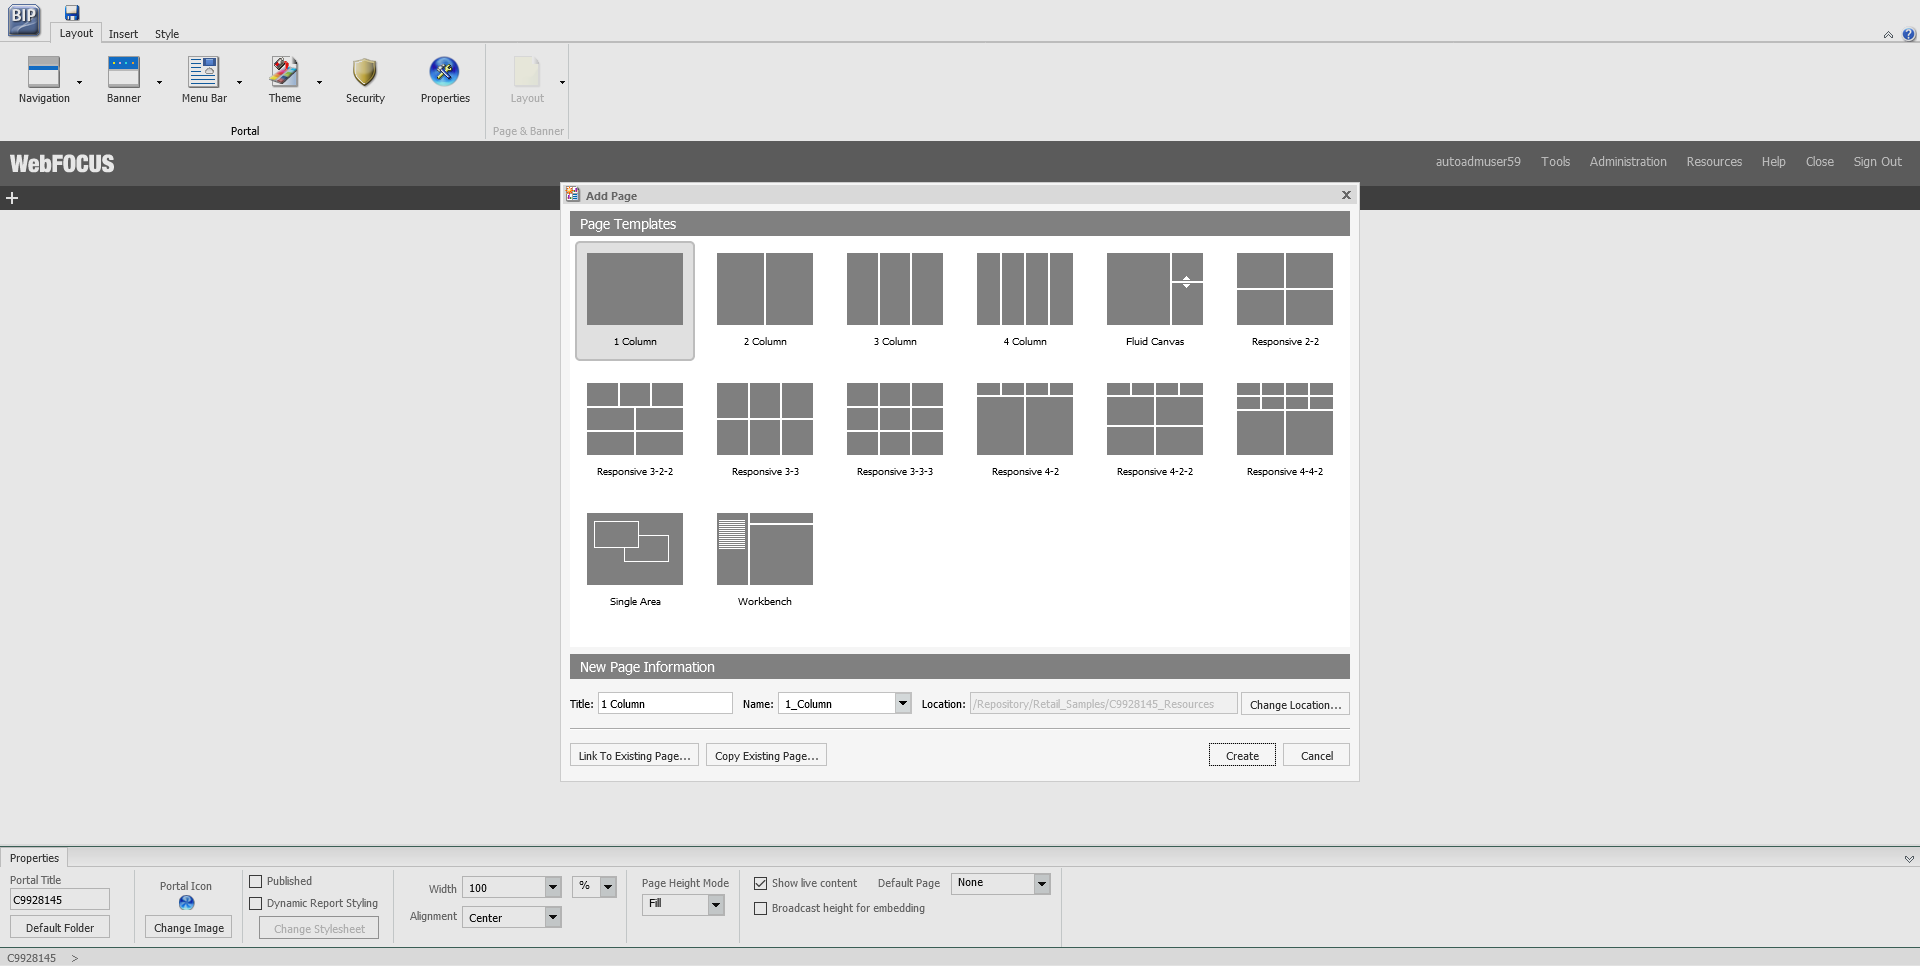 BIP
Layout Insert Style
Navigation Banner Menu Bar Theme Security Properties Layout
Portal Page & Banner
WebFOCUS autoadmuser59 Tools Administration Resources Help Close Sign Out
+
Add Page
Page Templates
1 Column 2 Column 3 Column 4 Column Fluid Canvas Responsive 2-2
Responsive 3-2-2 Responsive 3-3 Responsive 3-3-3 Responsive 4-2 Responsive 4-2-2 Responsive 4-4-2
Single Area Workbench
New Page Information
Title: 1 Column Name: 1_Column Location: /Repository/Retail_Samples/C9928145_Resources Change Location...
Link To Existing Page... Copy Existing Page... Create Cancel
Properties
Portal Title
C9928145
Default Folder
Portal Icon
Change Image
Published
Dynamic Report Styling
Change Stylesheet
Width 100 %
Alignment Center
Page Height Mode
Fill
Show live content Default Page None
Broadcast height for embedding
C9928145 >